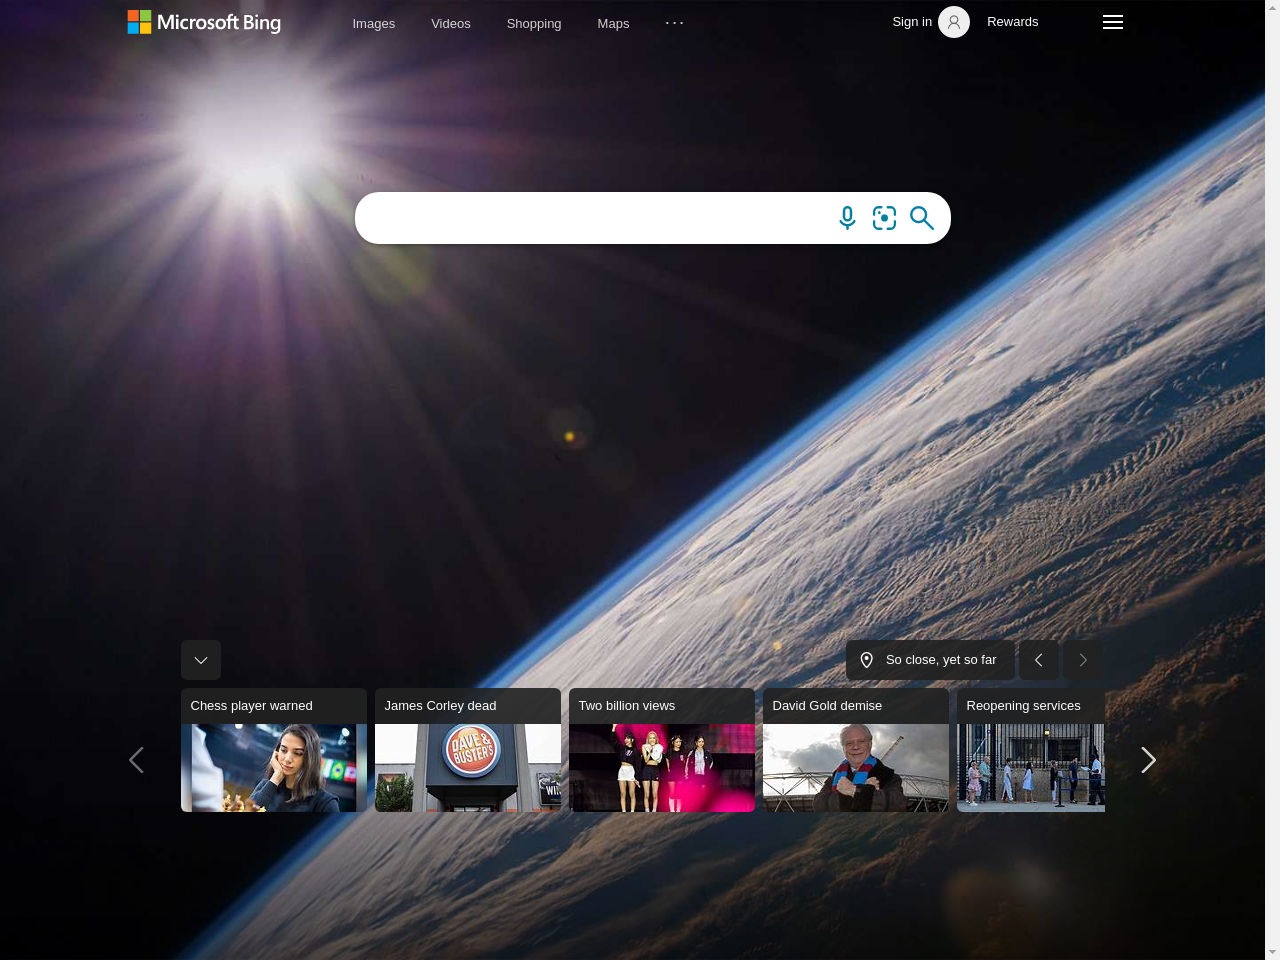 Microsoft Bing
Images
Videos
Shopping
Maps
...
Sign in
Rewards
So close, yet so far
Chess player warned
James Corley dead
Two billion views
David Gold demise
Reopening services
DAVE &
BUSTER'S
WI